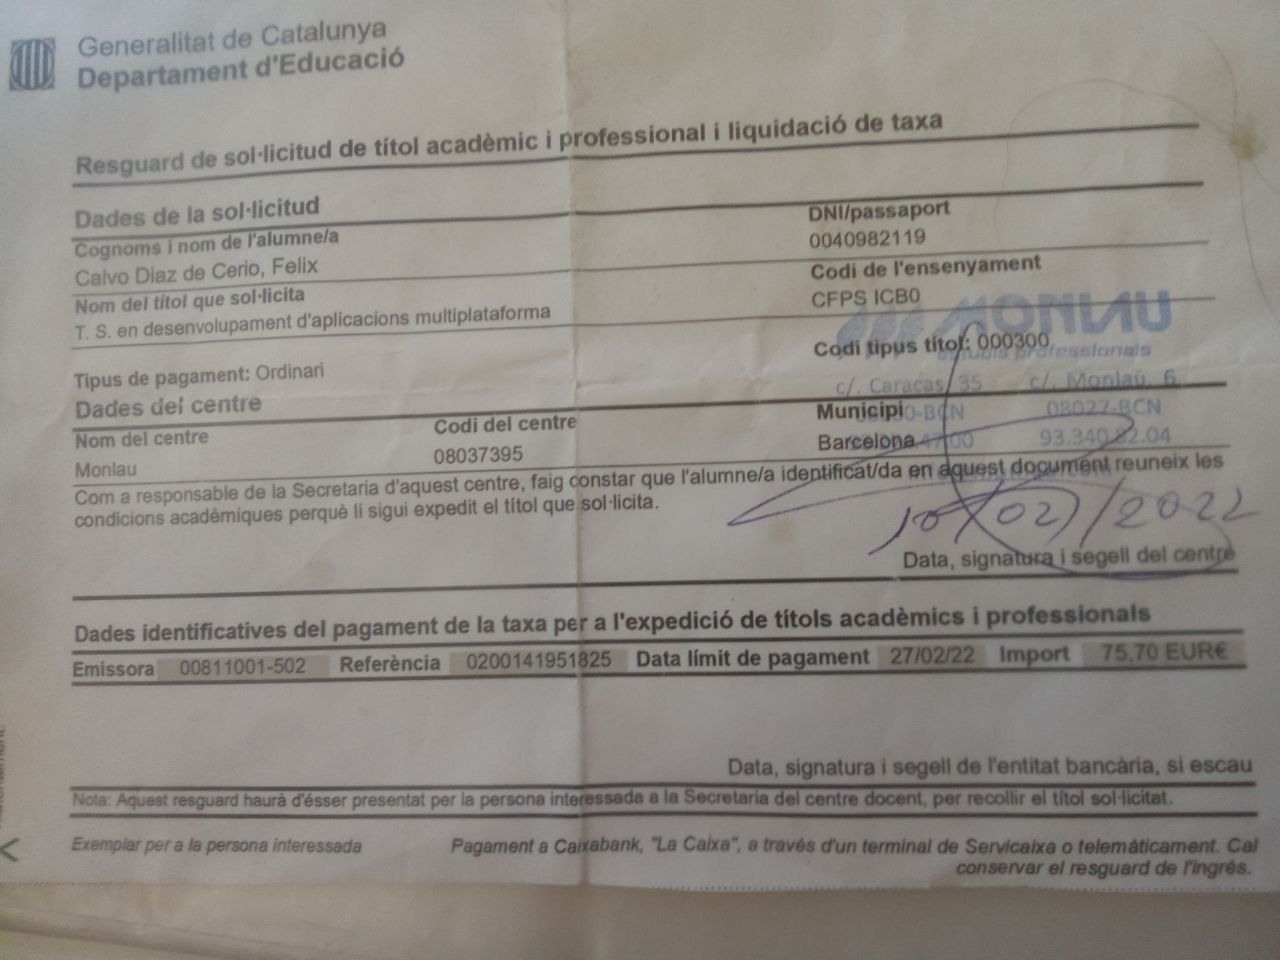 Generalitat de Catalunya
Departament d'Educació
Resguard de sol·licitud de títol acadèmic i professional i liquidació de taxa
Dades de la sol·licitud
Cognoms i nom de l'alumne/a
DNI/passaport
Calvo Diaz de Cerio, Felix
0040982119
Nom del títol que sol·licita
Codi de l'ensenyament
T. S. en desenvolupament d'aplicacions multiplataforma
CFPS ICB0
MONLAU
estudis professionals
Codi tipus títol: 000300
Tipus de pagament: Ordinari
c/. Caracas, 35 c/. Monlau, 6
Dades del centre
Nom del centre
Codi del centre
Municipi
08027-BCN
Monlau
08037395
Barcelona
93.340.82.04
Com a responsable de la Secretaria d'aquest centre, faig constar que l'alumne/a identificat/da en aquest document reuneix les
condicions acadèmiques perquè li sigui expedit el títol que sol·licita.
10/02/2022
Data, signatura i segell del centre
Dades identificatives del pagament de la taxa per a l'expedició de títols acadèmics i professionals
Emissora 00811001-502 Referència 0200141951825 Data límit de pagament 27/02/22 Import 75,70 EUR€
Data, signatura i segell de l'entitat bancària, si escau
Nota: Aquest resguard haurà d'ésser presentat per la persona interessada a la Secretaria del centre docent, per recollir el títol sol·licitat.
Exemplar per a la persona interessada
Pagament a Caixabank, "La Caixa", a través d'un terminal de Servicaixa o telemàticament. Cal
conservar el resguard de l'ingrés.